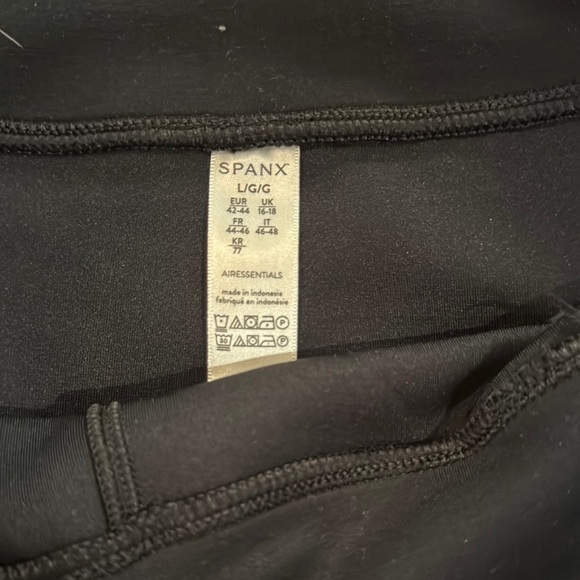 SPANX
L/G/G
EUR UK
42-44 16-18
FR IT
44-46 46-48
KR
77
AIRESSENTIALS
made in indonesia
fabriqué en indonésie
30